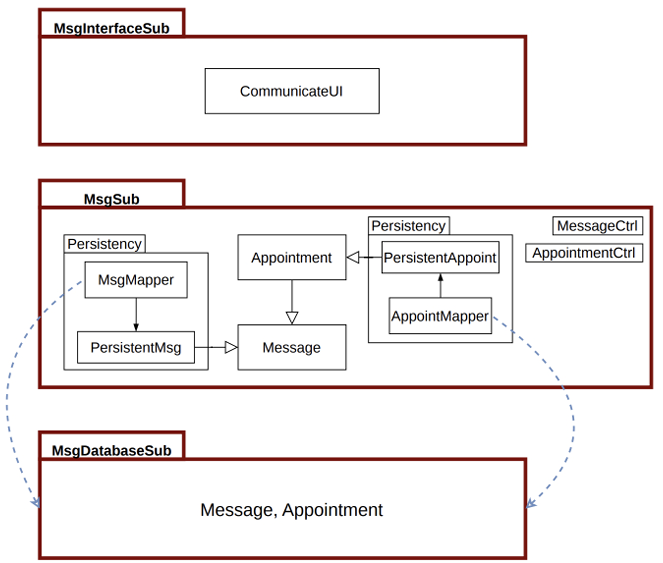 MsgInterfaceSub
CommunicateUI
MsgSub
Persistency
MsgMapper
PersistentMsg
Appointment
Message
Persistency
PersistentAppoint
AppointMapper
MessageCtrl
AppointmentCtrl
MsgDatabaseSub
Message, Appointment